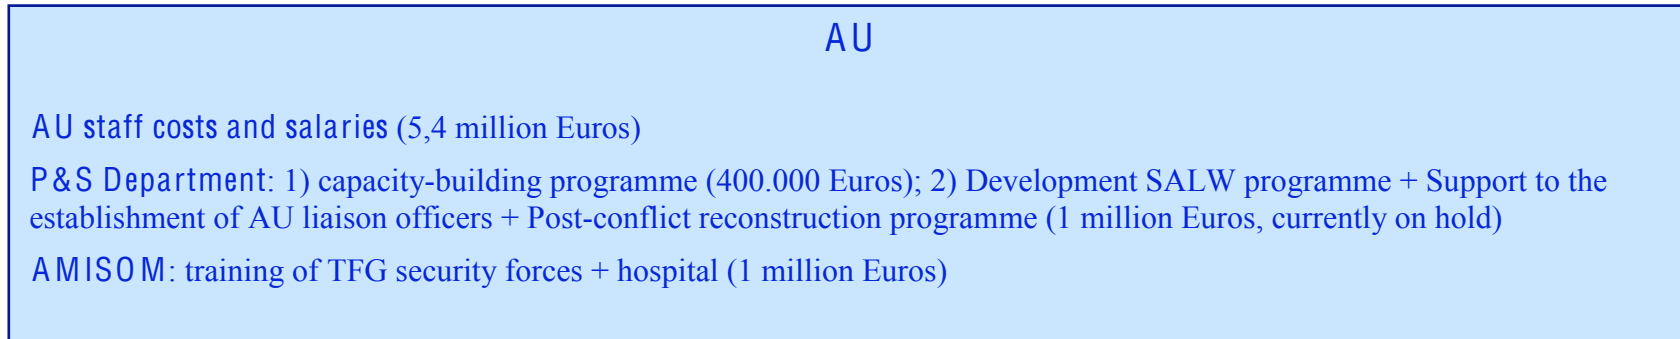 AU
AU staff costs and salaries (5,4 million Euros)
P&S Department: 1) capacity-building programme (400.000 Euros); 2) Development SALW programme + Support to the
establishment of AU liaison officers + Post-conflict reconstruction programme (1 million Euros, currently on hold)
AMISOM: training of TFG security forces + hospital (1 million Euros)